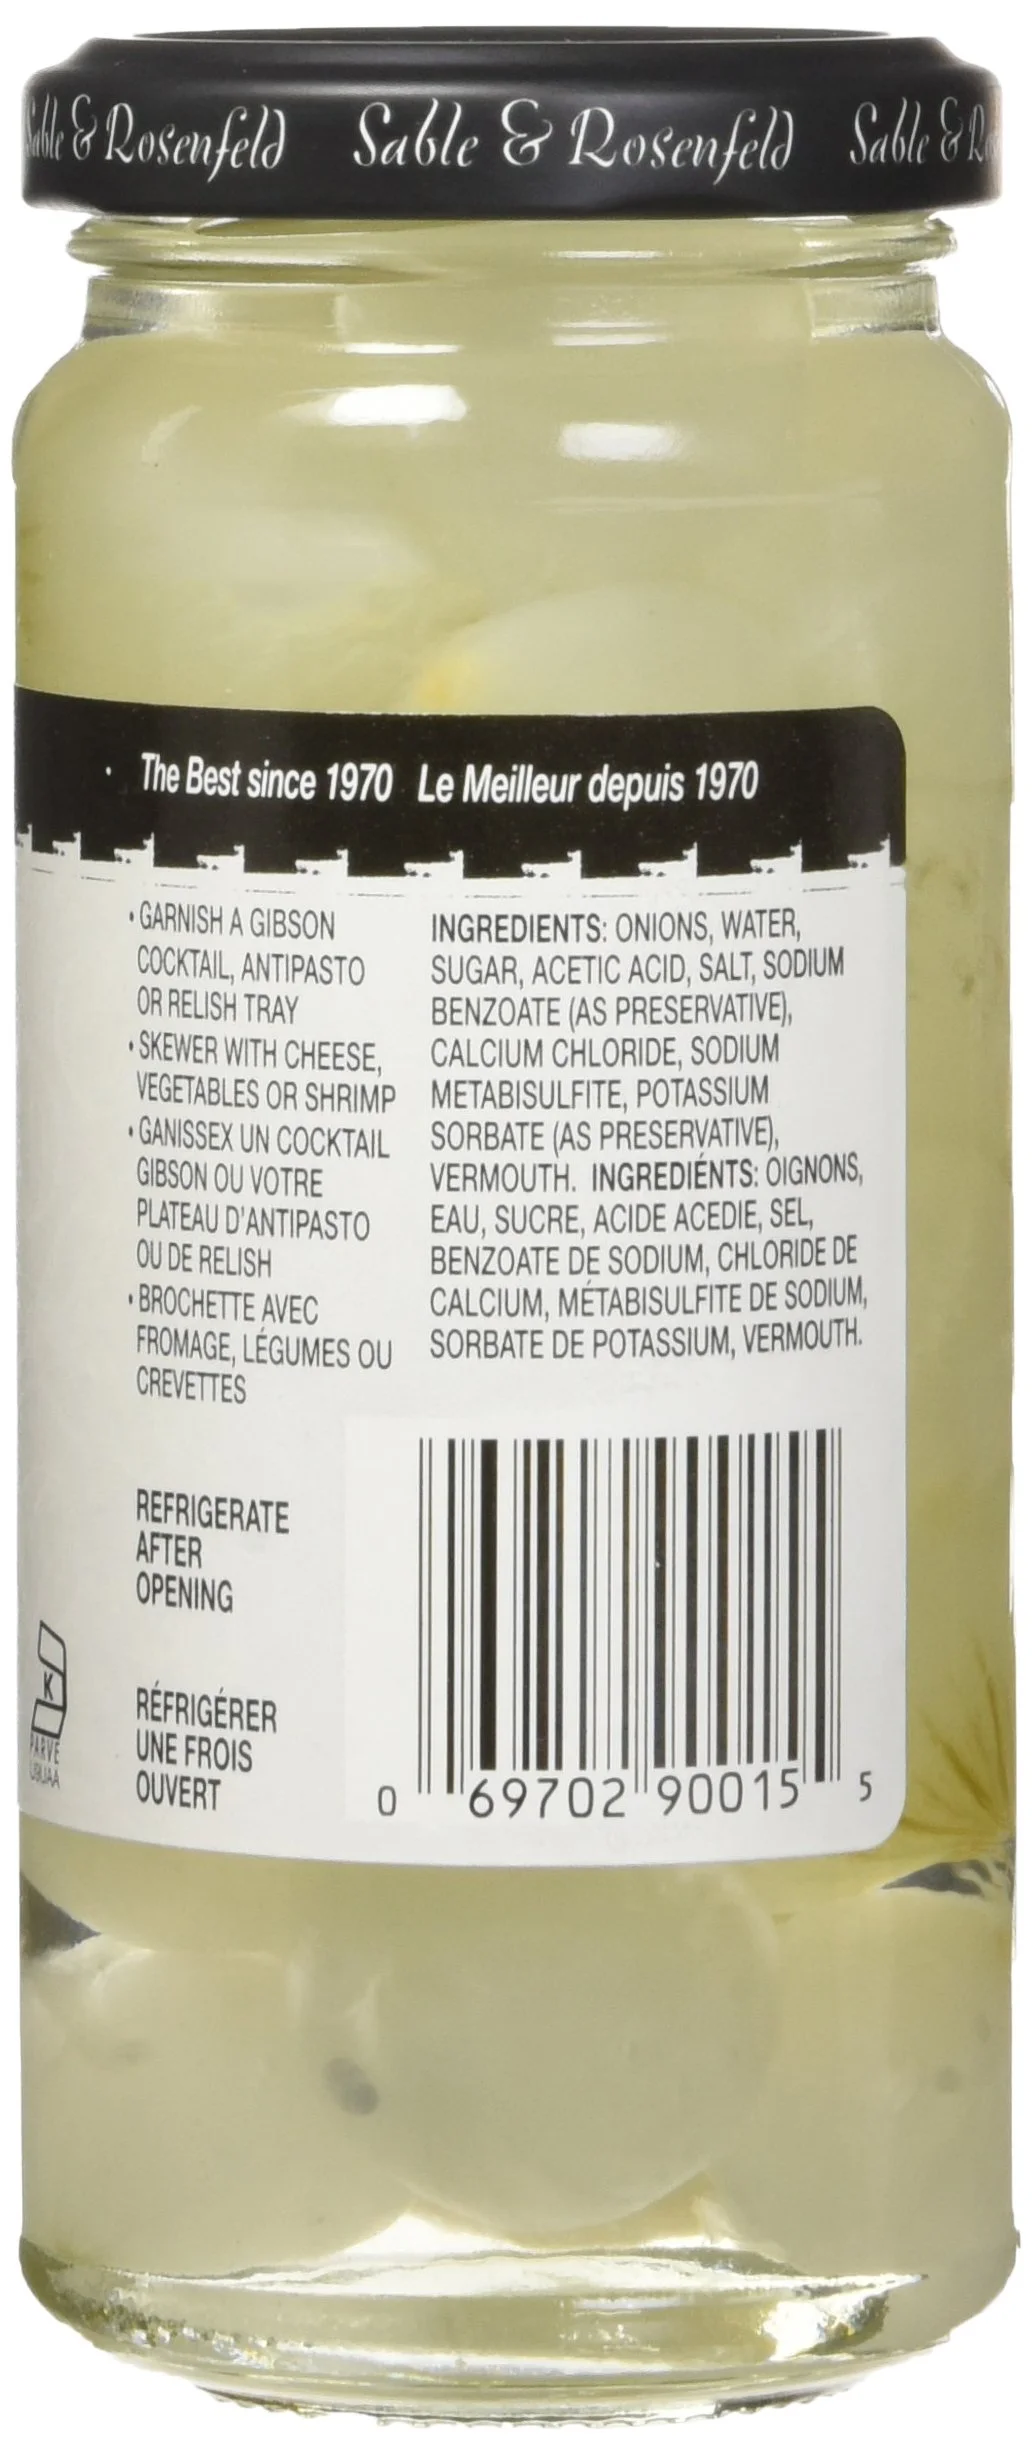 Sable & Rosenfeld Sable & Rosenfeld Sable &
• The Best since 1970 Le Meilleur depuis 1970
• GARNISH A GIBSON
COCKTAIL, ANTIPASTO
OR RELISH TRAY
• SKEWER WITH CHEESE,
VEGETABLES OR SHRIMP
• GANISSEX UN COCKTAIL
GIBSON OU VOTRE
PLATEAU D'ANTIPASTO
OU DE RELISH
• BROCHETTE AVEC
FROMAGE, LÉGUMES OU
CREVETTES
INGREDIENTS: ONIONS, WATER,
SUGAR, ACETIC ACID, SALT, SODIUM
BENZOATE (AS PRESERVATIVE),
CALCIUM CHLORIDE, SODIUM
METABISULFITE, POTASSIUM
SORBATE (AS PRESERVATIVE),
VERMOUTH. INGREDIÉNTS: OIGNONS,
EAU, SUCRE, ACIDE ACEDIE, SEL,
BENZOATE DE SODIUM, CHLORIDE DE
CALCIUM, MÉTABISULFITE DE SODIUM,
SORBATE DE POTASSIUM, VERMOUTH.
REFRIGERATE
AFTER
OPENING
RÉFRIGÉRER
UNE FROIS
OUVERT
K
PARVE
0 69702 90015 5